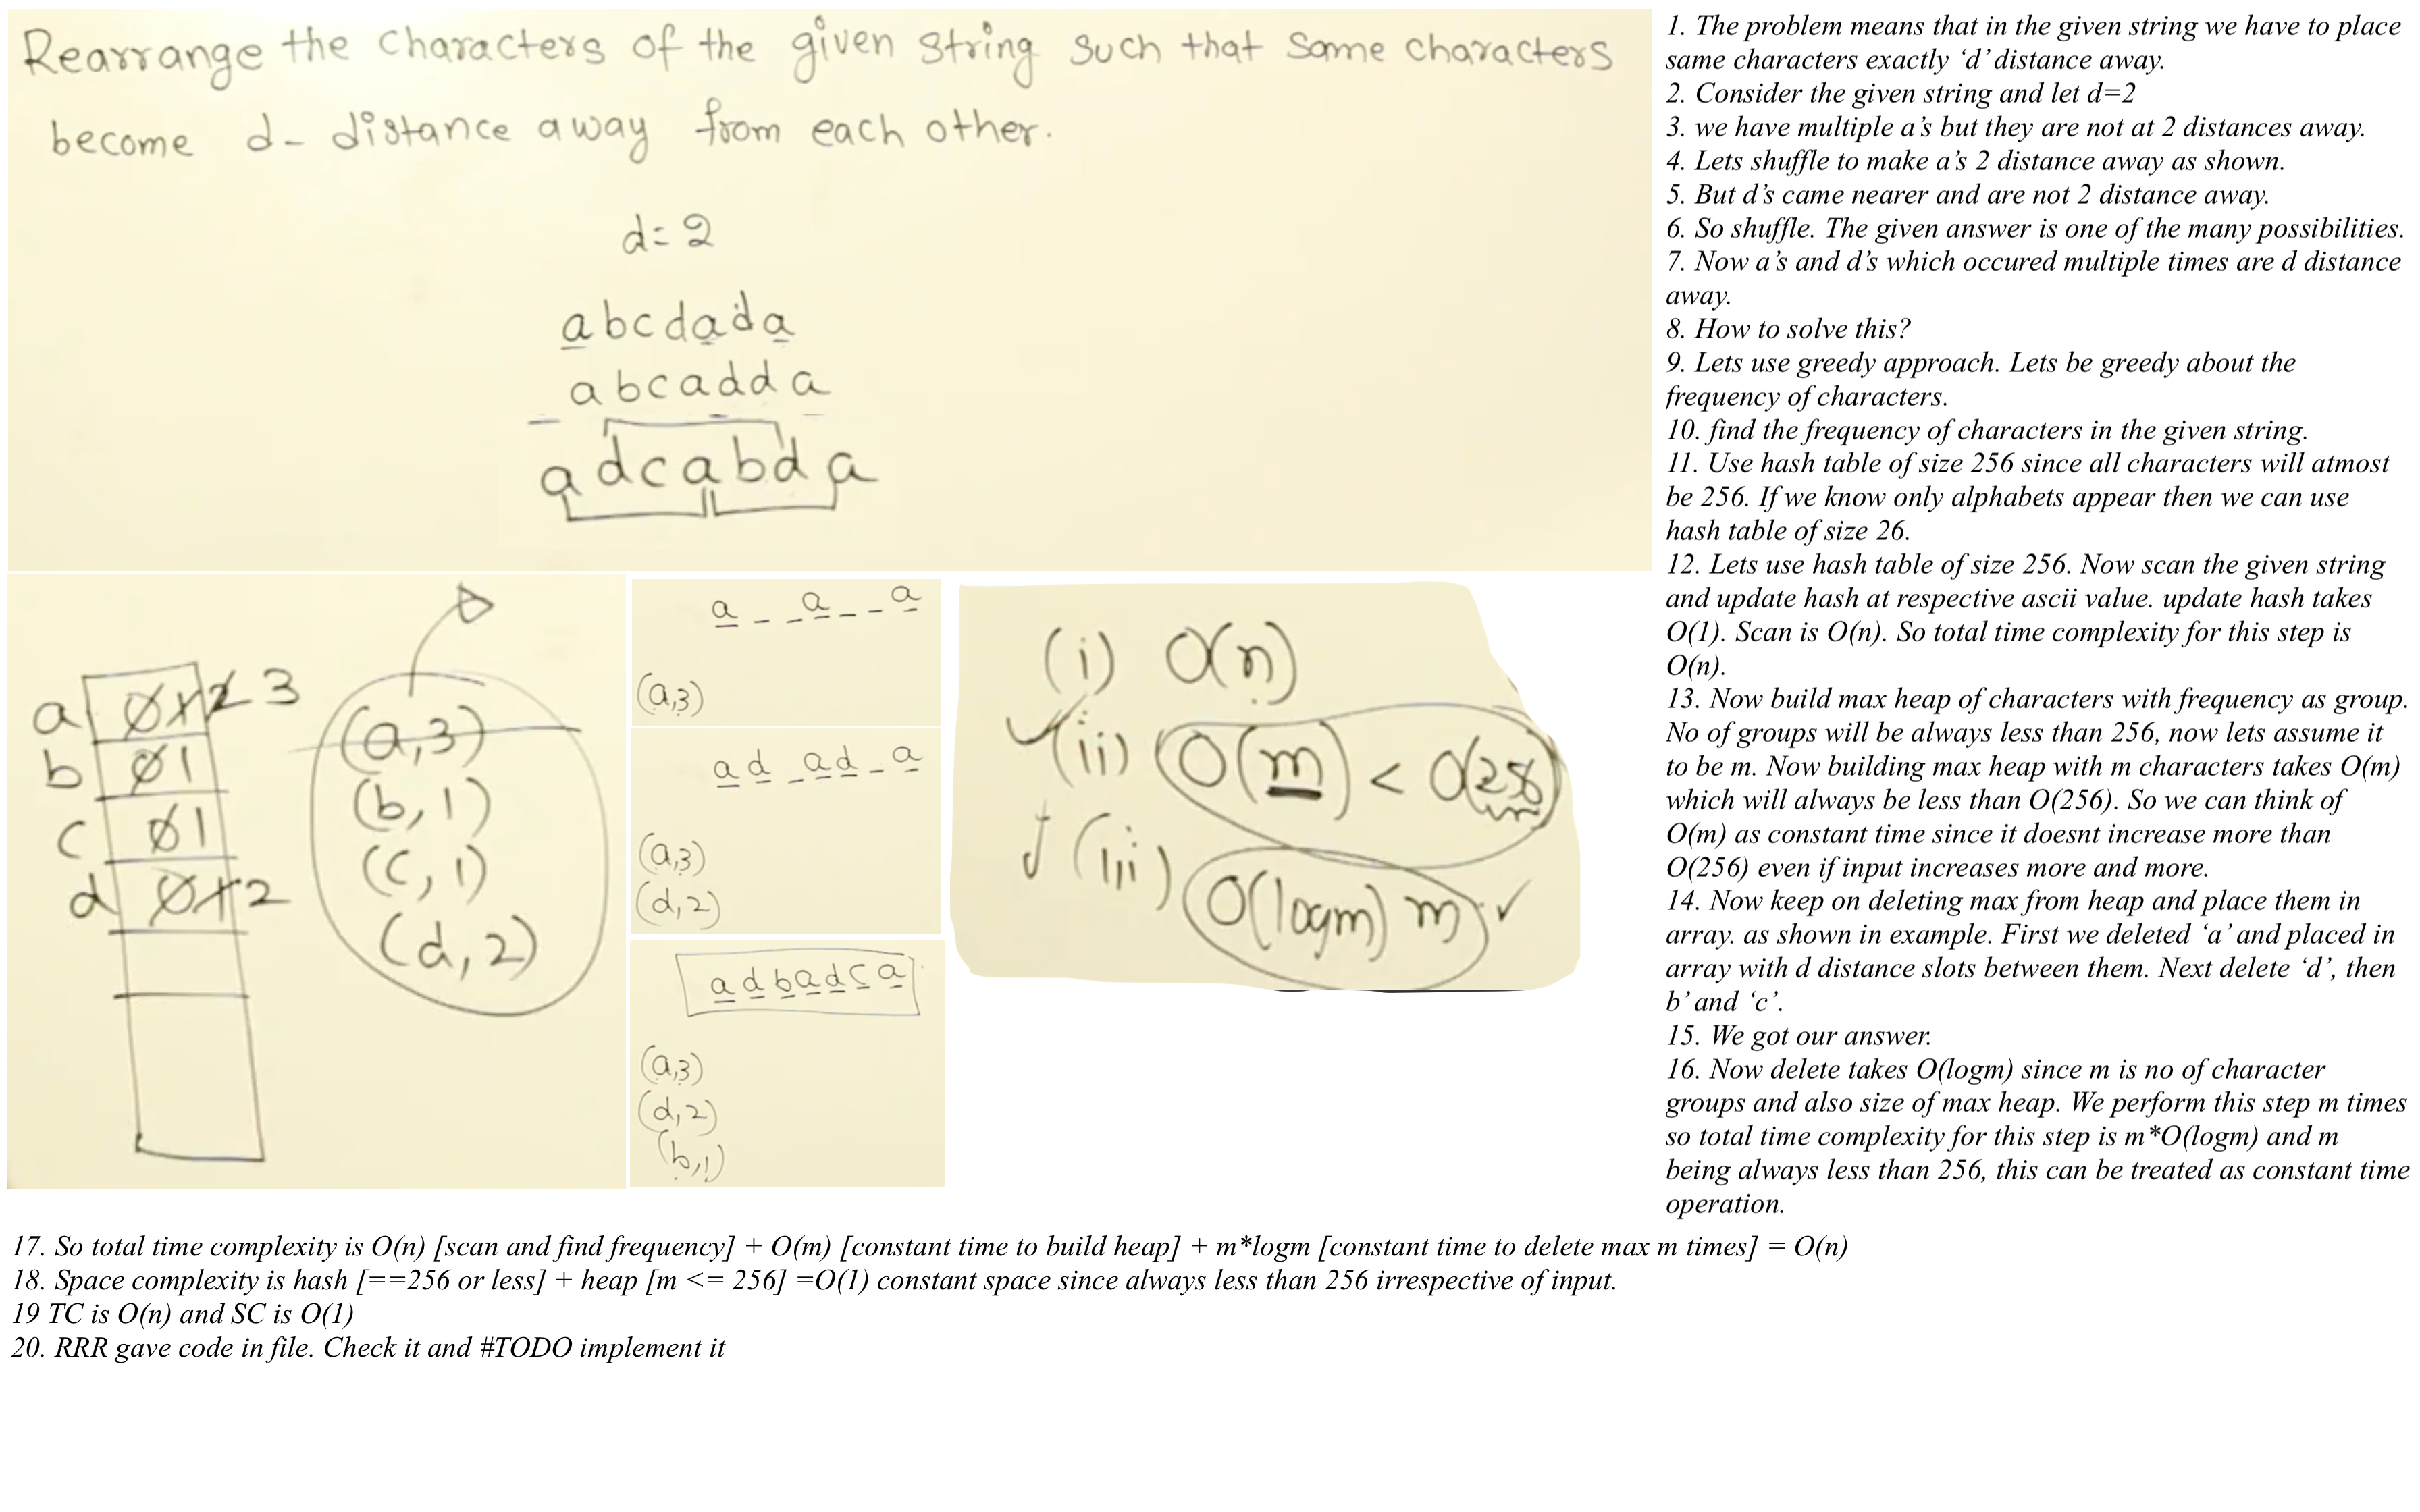 Rearrange the characters of the given string such that same characters
become d- distance away from each other.
d=2
abcdada
abcadda
adcabda
a 0 1 2 3
b 0 1
c 0 1
d 0 1 2
(a,3)
(b,1)
(c,1)
(d,2)
a _ _ a _ _ a
(a,3)
a d _ a d _ a
(a,3)
(d,2)
a d b a d c a
(a,3)
(d,2)
(b,1)
(i) O(n)
(ii) O(m) < O(256)
(iii) O(logm) m
1. The problem means that in the given string we have to place
same characters exactly ‘d’ distance away.
2. Consider the given string and let d=2
3. we have multiple a’s but they are not at 2 distances away.
4. Lets shuffle to make a’s 2 distance away as shown.
5. But d’s came nearer and are not 2 distance away.
6. So shuffle. The given answer is one of the many possibilities.
7. Now a’s and d’s which occured multiple times are d distance
away.
8. How to solve this?
9. Lets use greedy approach. Lets be greedy about the
frequency of characters.
10. find the frequency of characters in the given string.
11. Use hash table of size 256 since all characters will atmost
be 256. If we know only alphabets appear then we can use
hash table of size 26.
12. Lets use hash table of size 256. Now scan the given string
and update hash at respective ascii value. update hash takes
O(1). Scan is O(n). So total time complexity for this step is
O(n).
13. Now build max heap of characters with frequency as group.
No of groups will be always less than 256, now lets assume it
to be m. Now building max heap with m characters takes O(m)
which will always be less than O(256). So we can think of
O(m) as constant time since it doesnt increase more than
O(256) even if input increases more and more.
14. Now keep on deleting max from heap and place them in
array. as shown in example. First we deleted ‘a’ and placed in
array with d distance slots between them. Next delete ‘d’, then
b’ and ‘c’.
15. We got our answer.
16. Now delete takes O(logm) since m is no of character
groups and also size of max heap. We perform this step m times
so total time complexity for this step is m*O(logm) and m
being always less than 256, this can be treated as constant time
operation.
17. So total time complexity is O(n) [scan and find frequency] + O(m) [constant time to build heap] + m*logm [constant time to delete max m times] = O(n)
18. Space complexity is hash [==256 or less] + heap [m <= 256] =O(1) constant space since always less than 256 irrespective of input.
19 TC is O(n) and SC is O(1)
20. RRR gave code in file. Check it and #TODO implement it